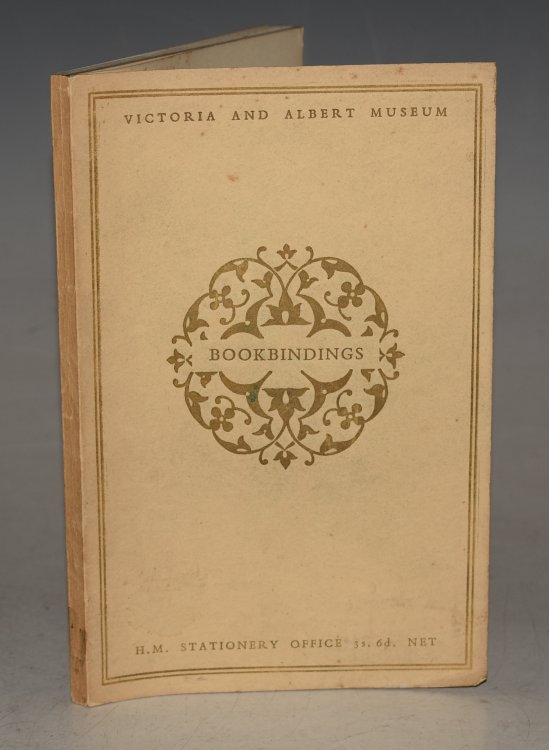 VICTORIA AND ALBERT MUSEUM
BOOKBINDINGS
H.M. STATIONERY OFFICE 3s. 6d. NET